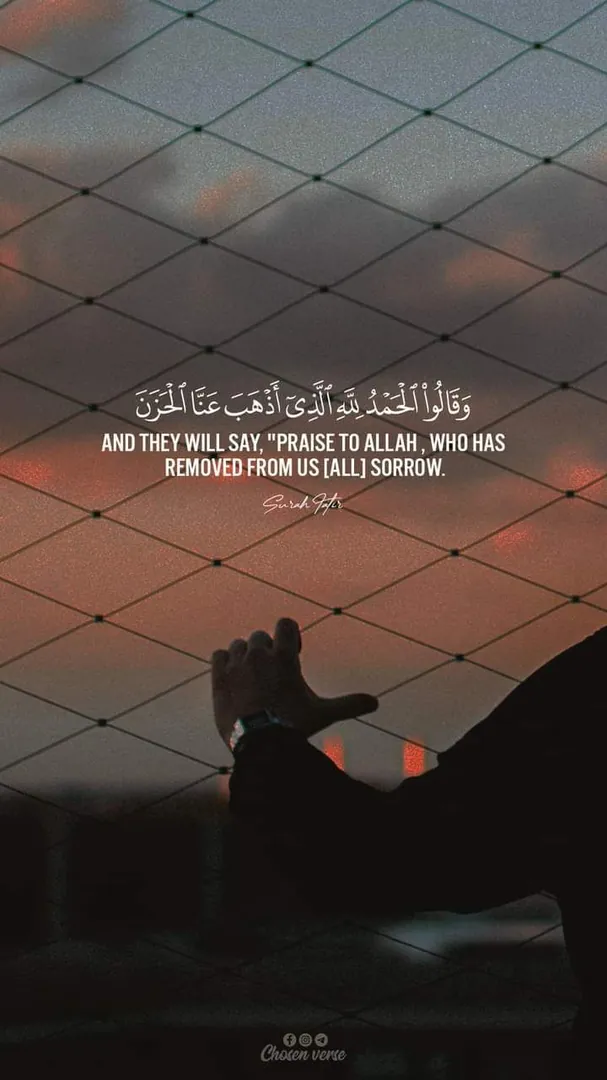 وَقَالُوا۟ ٱلْحَمْدُ لِلَّهِ ٱلَّذِىٓ أَذْهَبَ عَنَّا ٱلْحَزَنَ
AND THEY WILL SAY, "PRAISE TO ALLAH , WHO HAS
REMOVED FROM US [ALL] SORROW.
Surah Fatir
Chosen verse